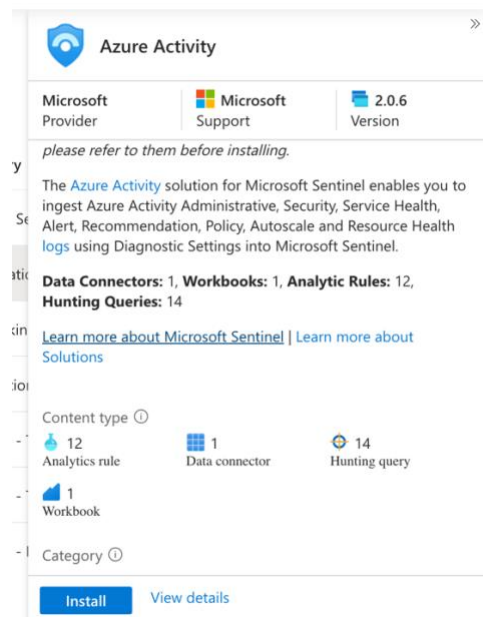 Azure Activity
Microsoft
Provider
Microsoft
Support
2.0.6
Version
please refer to them before installing.
The Azure Activity solution for Microsoft Sentinel enables you to
ingest Azure Activity Administrative, Security, Service Health,
Alert, Recommendation, Policy, Autoscale and Resource Health
logs using Diagnostic Settings into Microsoft Sentinel.
Data Connectors: 1, Workbooks: 1, Analytic Rules: 12,
Hunting Queries: 14
Learn more about Microsoft Sentinel | Learn more about
Solutions
Content type
12
Analytics rule
1
Data connector
14
Hunting query
1
Workbook
Category
Install
View details